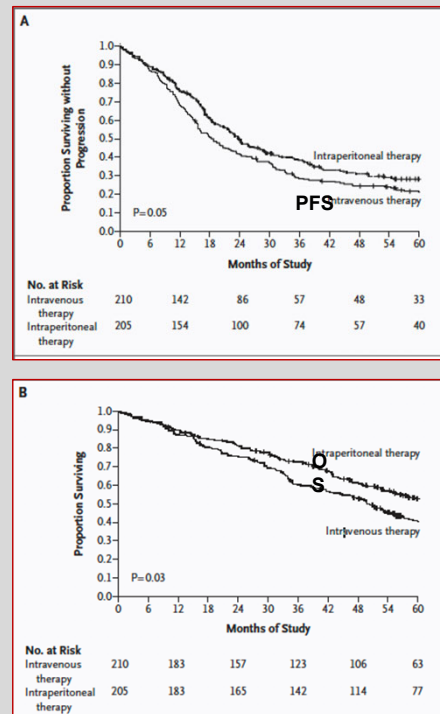 A
Proportion Surviving without
Progression
1.0
0.9
0.8
0.7
0.6
0.5
0.4
0.3
0.2
0.1
0.0
Intraperitoneal therapy
PFS
Intravenous therapy
P=0.05
0 6 12 18 24 30 36 42 48 54 60
Months of Study
No. at Risk
Intravenous 210 142 86 57 48 33
therapy
Intraperitoneal 205 154 100 74 57 40
therapy
B
Proportion Surviving
1.0
0.9
0.8
0.7
0.6
0.5
0.4
0.3
0.2
0.1
0.0
Intraperitoneal therapy
O
S
Intravenous therapy
P=0.03
0 6 12 18 24 30 36 42 48 54 60
Months of Study
No. at Risk
Intravenous 210 183 157 123 106 63
therapy
Intraperitoneal 205 183 165 142 114 77
therapy